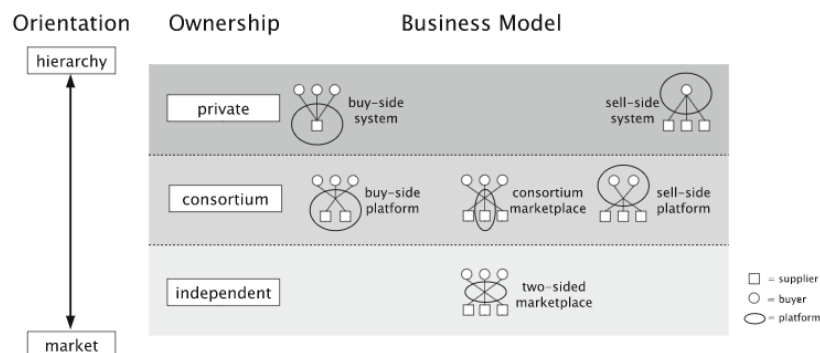 Orientation Ownership Business Model
hierarchy
private
buy-side
system
sell-side
system
consortium
buy-side
platform
consortium
marketplace
sell-side
platform
independent
two-sided
marketplace
= supplier
= buyer
= platform
market